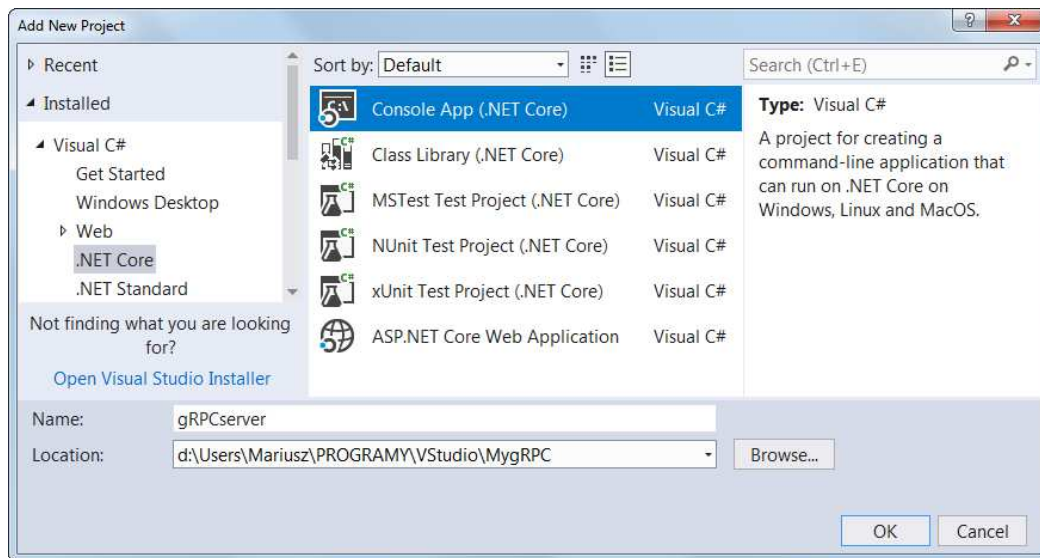 Add New Project
Recent
Installed
Visual C#
Get Started
Windows Desktop
Web
.NET Core
.NET Standard
Not finding what you are looking
for?
Open Visual Studio Installer
Sort by: Default
Console App (.NET Core) Visual C#
Class Library (.NET Core) Visual C#
MSTest Test Project (.NET Core) Visual C#
NUnit Test Project (.NET Core) Visual C#
xUnit Test Project (.NET Core) Visual C#
ASP.NET Core Web Application Visual C#
Search (Ctrl+E)
Type: Visual C#
A project for creating a
command-line application that
can run on .NET Core on
Windows, Linux and MacOS.
Name: gRPCserver
Location: d:\Users\Mariusz\PROGRAMY\VStudio\MygRPC
Browse...
OK Cancel